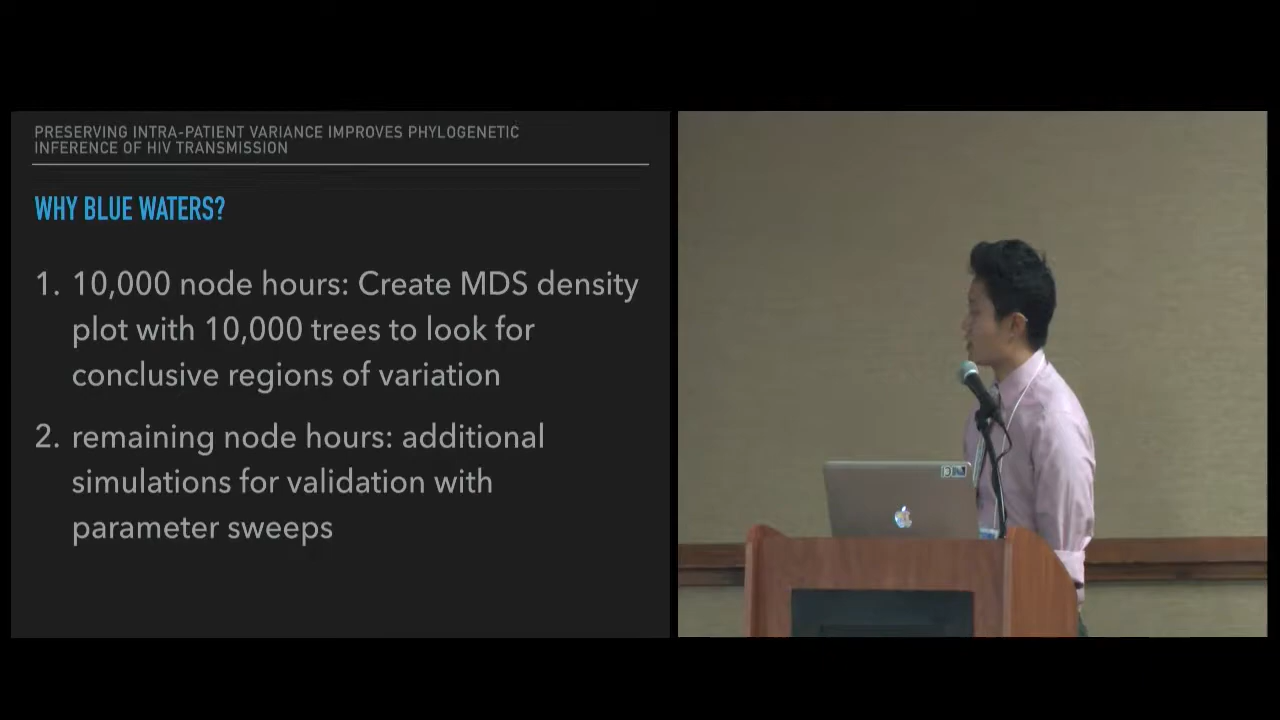 PRESERVING INTRA-PATIENT VARIANCE IMPROVES PHYLOGENETIC
INFERENCE OF HIV TRANSMISSION
WHY BLUE WATERS?
1. 10,000 node hours: Create MDS density
plot with 10,000 trees to look for
conclusive regions of variation
2. remaining node hours: additional
simulations for validation with
parameter sweeps